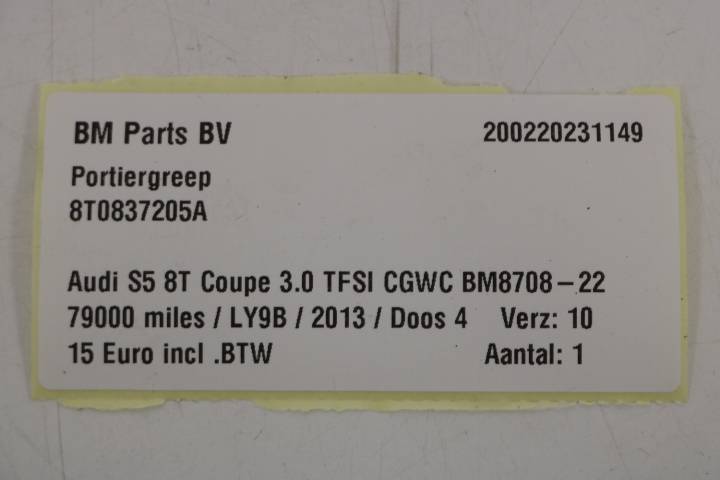 BM Parts BV 200220231149
Portiergreep
8T0837205A
Audi S5 8T Coupe 3.0 TFSI CGWC BM8708-22
79000 miles / LY9B / 2013 / Doos 4 Verz: 10
15 Euro incl .BTW Aantal: 1